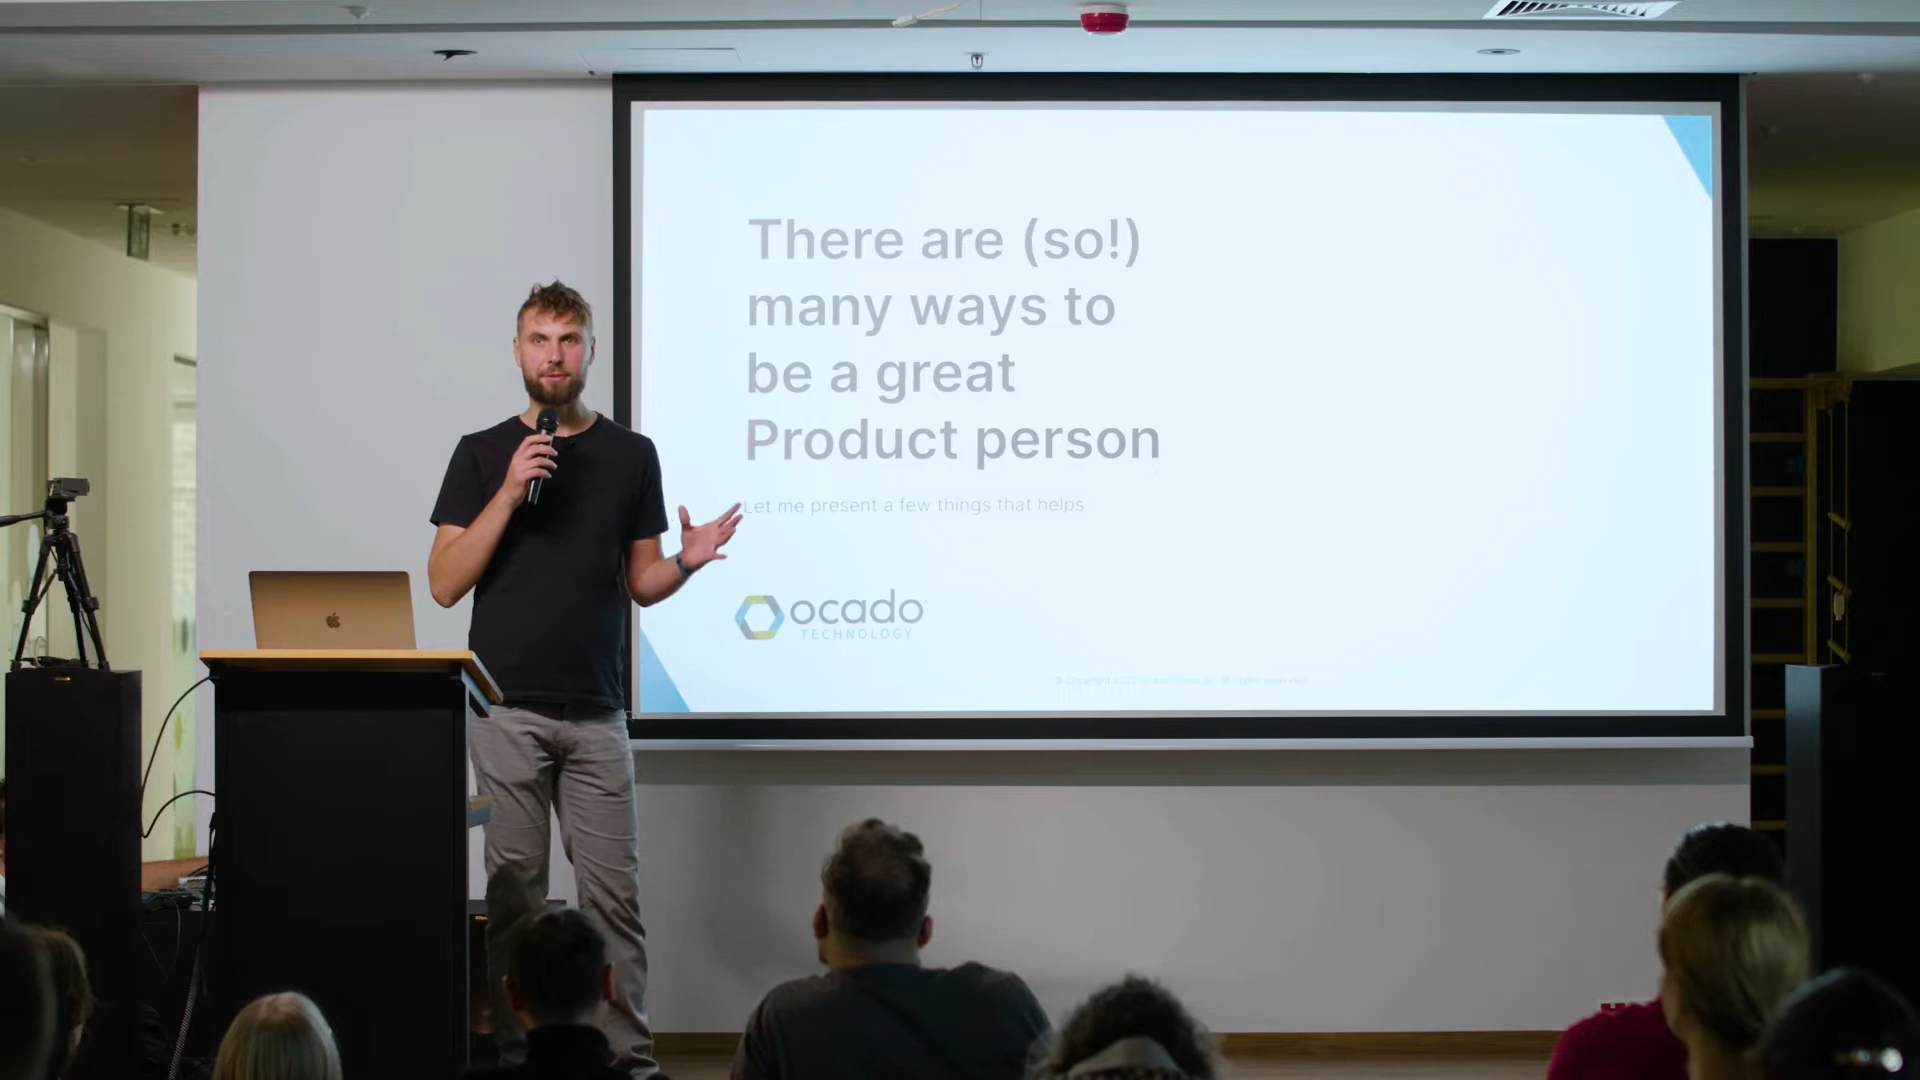 There are (so!)
many ways to
be a great
Product person
Let me present a few things that helps
ocado
TECHNOLOGY